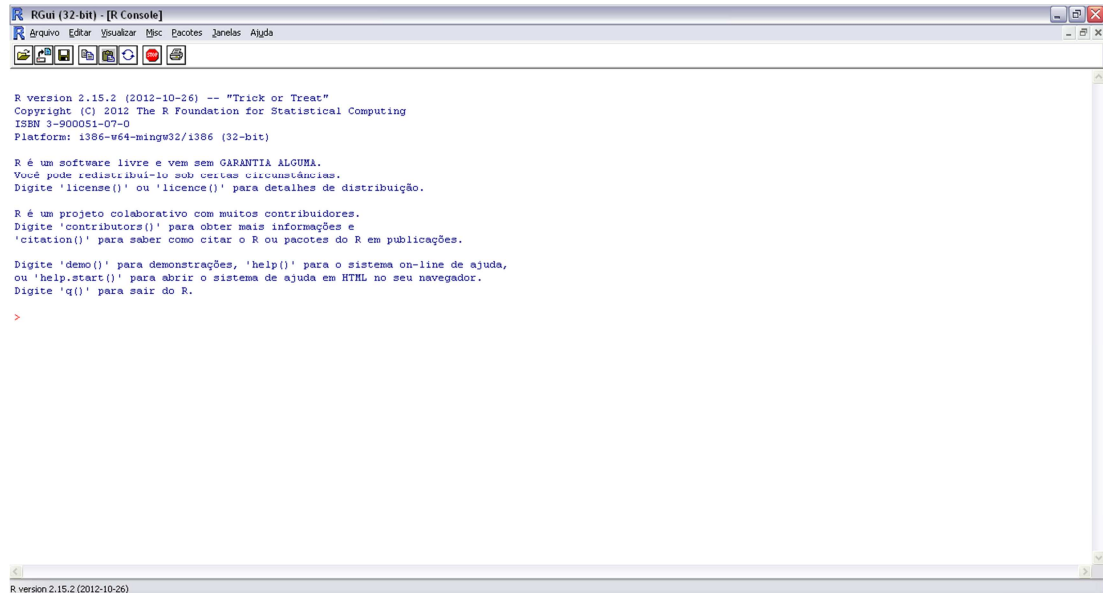 RGui (32-bit) - [R Console]
Arquivo Editar Visualizar Misc Pacotes Janelas Ajuda
STOP
R version 2.15.2 (2012-10-26) -- "Trick or Treat"
Copyright (C) 2012 The R Foundation for Statistical Computing
ISBN 3-900051-07-0
Platform: i386-w64-mingw32/i386 (32-bit)
R é um software livre e vem sem GARANTIA ALGUMA.
Você pode redistribuí-lo sob certas circunstâncias.
Digite 'license()' ou 'licence()' para detalhes de distribuição.
R é um projeto colaborativo com muitos contribuidores.
Digite 'contributors()' para obter mais informações e
'citation()' para saber como citar o R ou pacotes do R em publicações.
Digite 'demo()' para demonstrações, 'help()' para o sistema on-line de ajuda,
ou 'help.start()' para abrir o sistema de ajuda em HTML no seu navegador.
Digite 'q()' para sair do R.
>
R version 2.15.2 (2012-10-26)